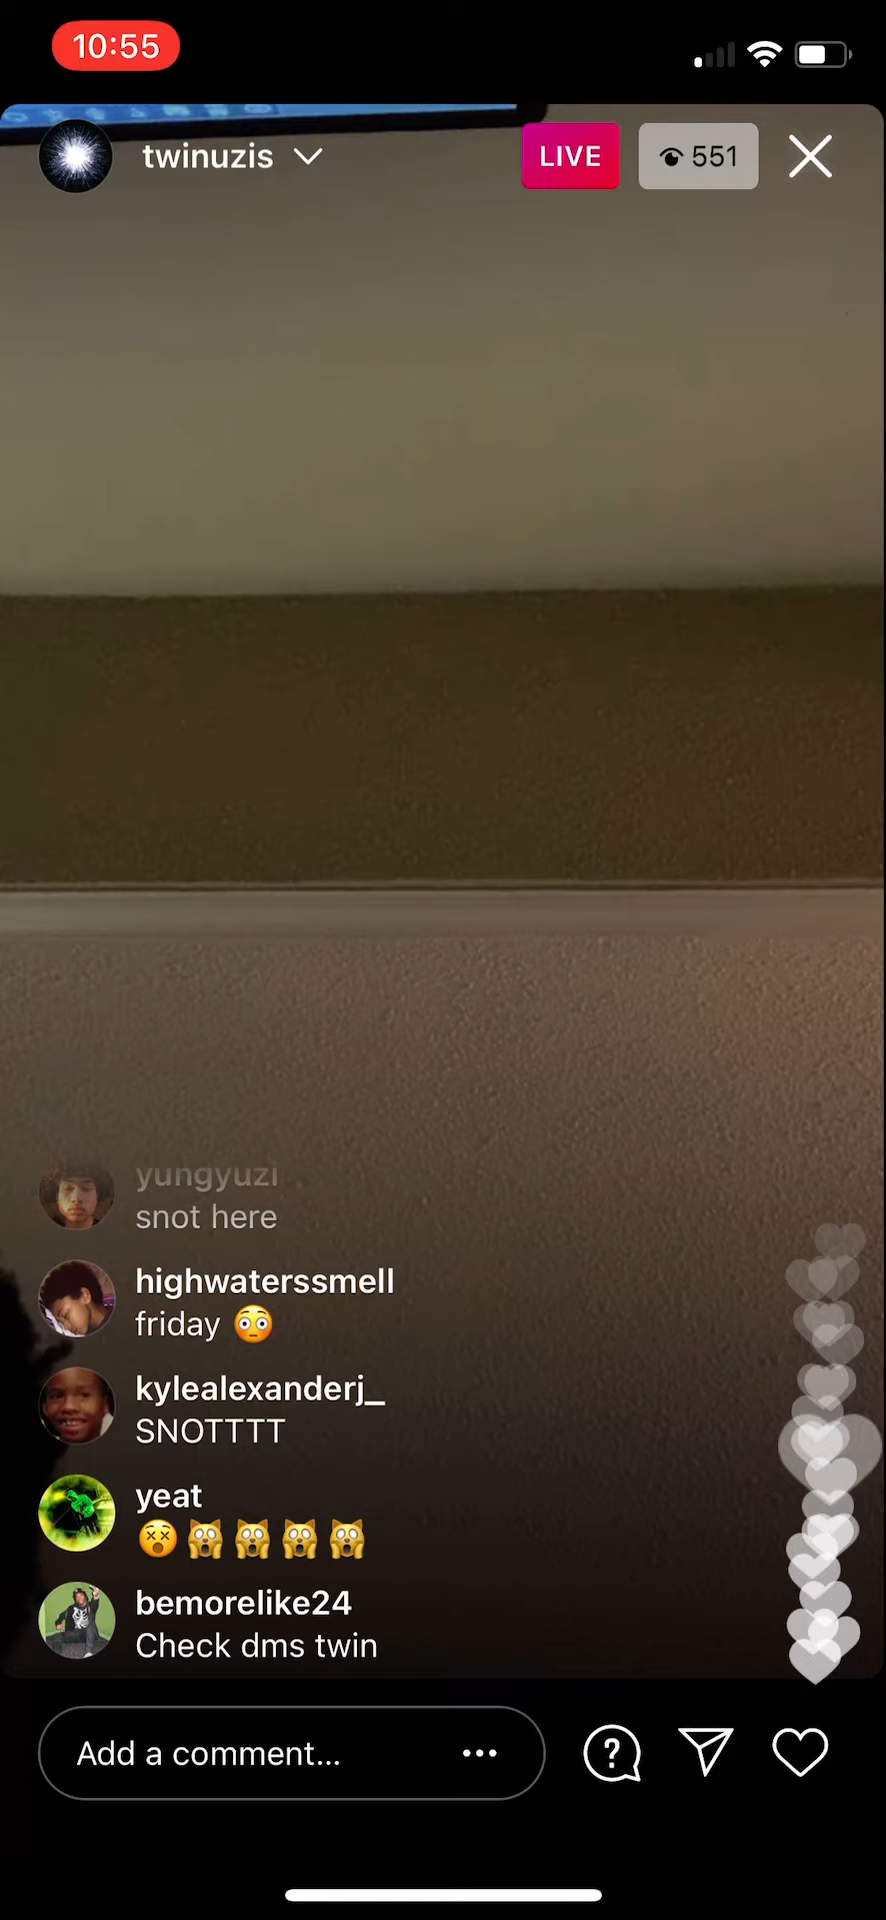 10:55
twinuzis
LIVE
551
yungyuzi
snot here
highwaterssmell
friday 😳
kylealexanderj_
SNOTTTT
yeat
😵🙀🙀🙀🙀
bemorelike24
Check dms twin
Add a comment...